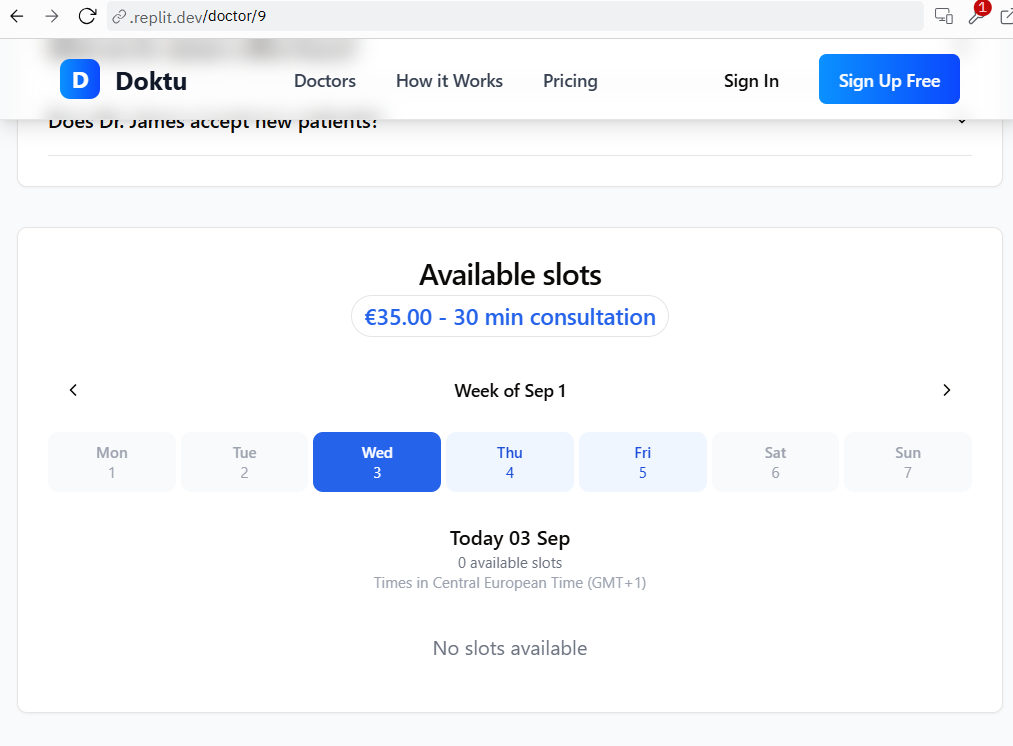 .replit.dev/doctor/9
1
D Doktu Doctors How it Works Pricing Sign In Sign Up Free
Does Dr. James accept new patients?
Available slots
€35.00 - 30 min consultation
Week of Sep 1
Mon Tue Wed Thu Fri Sat Sun
1 2 3 4 5 6 7
Today 03 Sep
0 available slots
Times in Central European Time (GMT+1)
No slots available